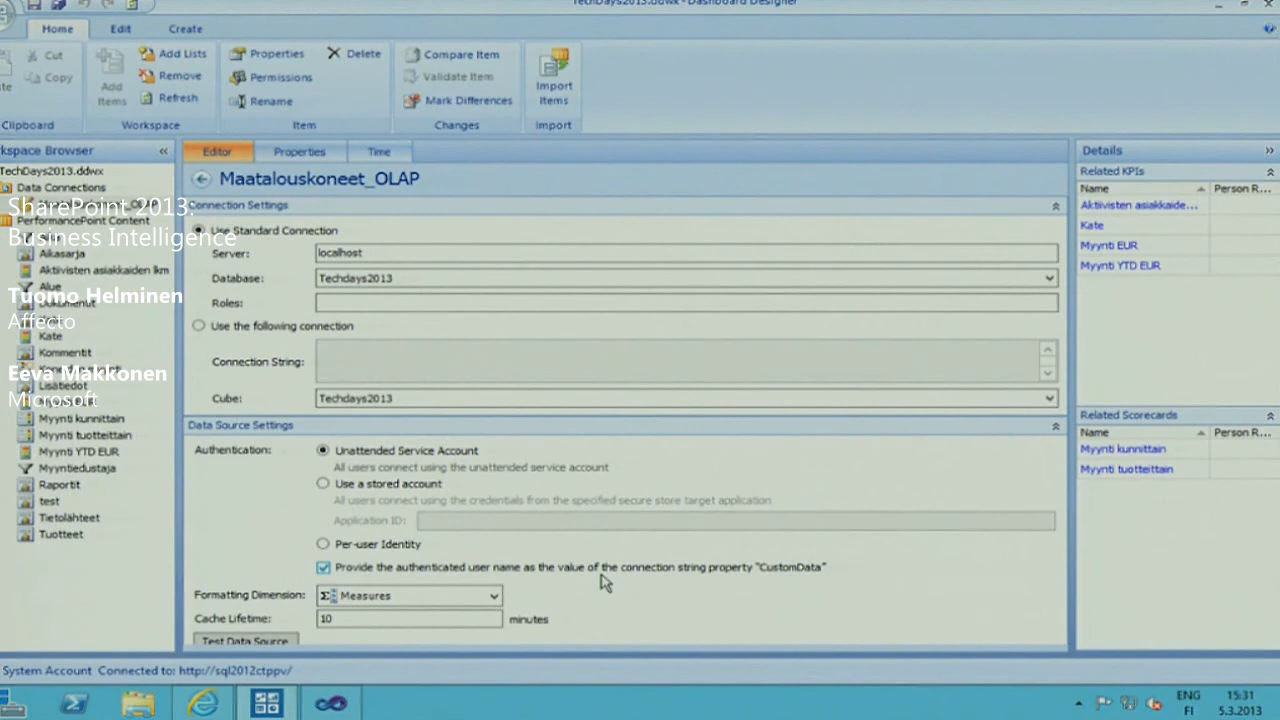 TechDays2013.ddwx - Dashboard Designer
Home Edit Create
Cut
Copy
Clipboard
Add Items
Add Lists
Remove
Refresh
Workspace
Properties
Permissions
Rename
Delete
Item
Compare Item
Validate Item
Mark Differences
Changes
Import Items
Import
Browser «
TechDays2013.ddwx
Data Connections
PerformancePoint Content
Aikasarja
Aktiivisten asiakkaiden lkm
Alue
Dokumentit
Kate
Kommentit
Lisätiedot
Myynti kunnittain
Myynti tuotteittain
Myynti YTD EUR
Myyntiedustaja
Raportit
test
Tietolähteet
Tuotteet
SharePoint 2013:
Business Intelligence
Tuomo Helminen
Affecto
Eeva Makkonen
Microsoft
Editor Properties Time
Maatalouskoneet_OLAP
Connection Settings
Use Standard Connection
Server: localhost
Database: Techdays2013
Roles:
Use the following connection
Connection String:
Cube: Techdays2013
Data Source Settings
Authentication: Unattended Service Account
All users connect using the unattended service account
Use a stored account
All users connect using the credentials from the specified secure store target application
Application ID:
Per-user Identity
Provide the authenticated user name as the value of the connection string property "CustomData"
Formatting Dimension: Measures
Cache Lifetime: 10 minutes
Test Data Source
Details »
Related KPIs
Name Person R...
Aktiivisten asiakkaide...
Kate
Myynti EUR
Myynti YTD EUR
Related Scorecards
Name Person R...
Myynti kunnittain
Myynti tuotteittain
System Account Connected to: http://sql2012ctppv/
ENG
FI
15:31
5.3.2013